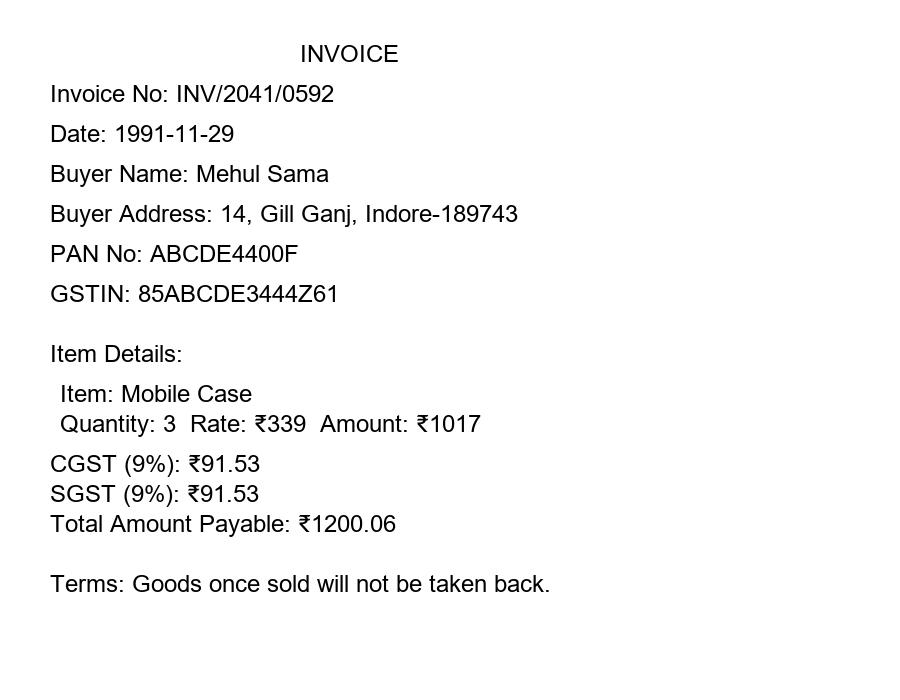 INVOICE
Invoice No: INV/2041/0592
Date: 1991-11-29
Buyer Name: Mehul Sama
Buyer Address: 14, Gill Ganj, Indore-189743
PAN No: ABCDE4400F
GSTIN: 85ABCDE3444Z61
Item Details:
Item: Mobile Case
Quantity: 3 Rate: ₹339 Amount: ₹1017
CGST (9%): ₹91.53
SGST (9%): ₹91.53
Total Amount Payable: ₹1200.06
Terms: Goods once sold will not be taken back.